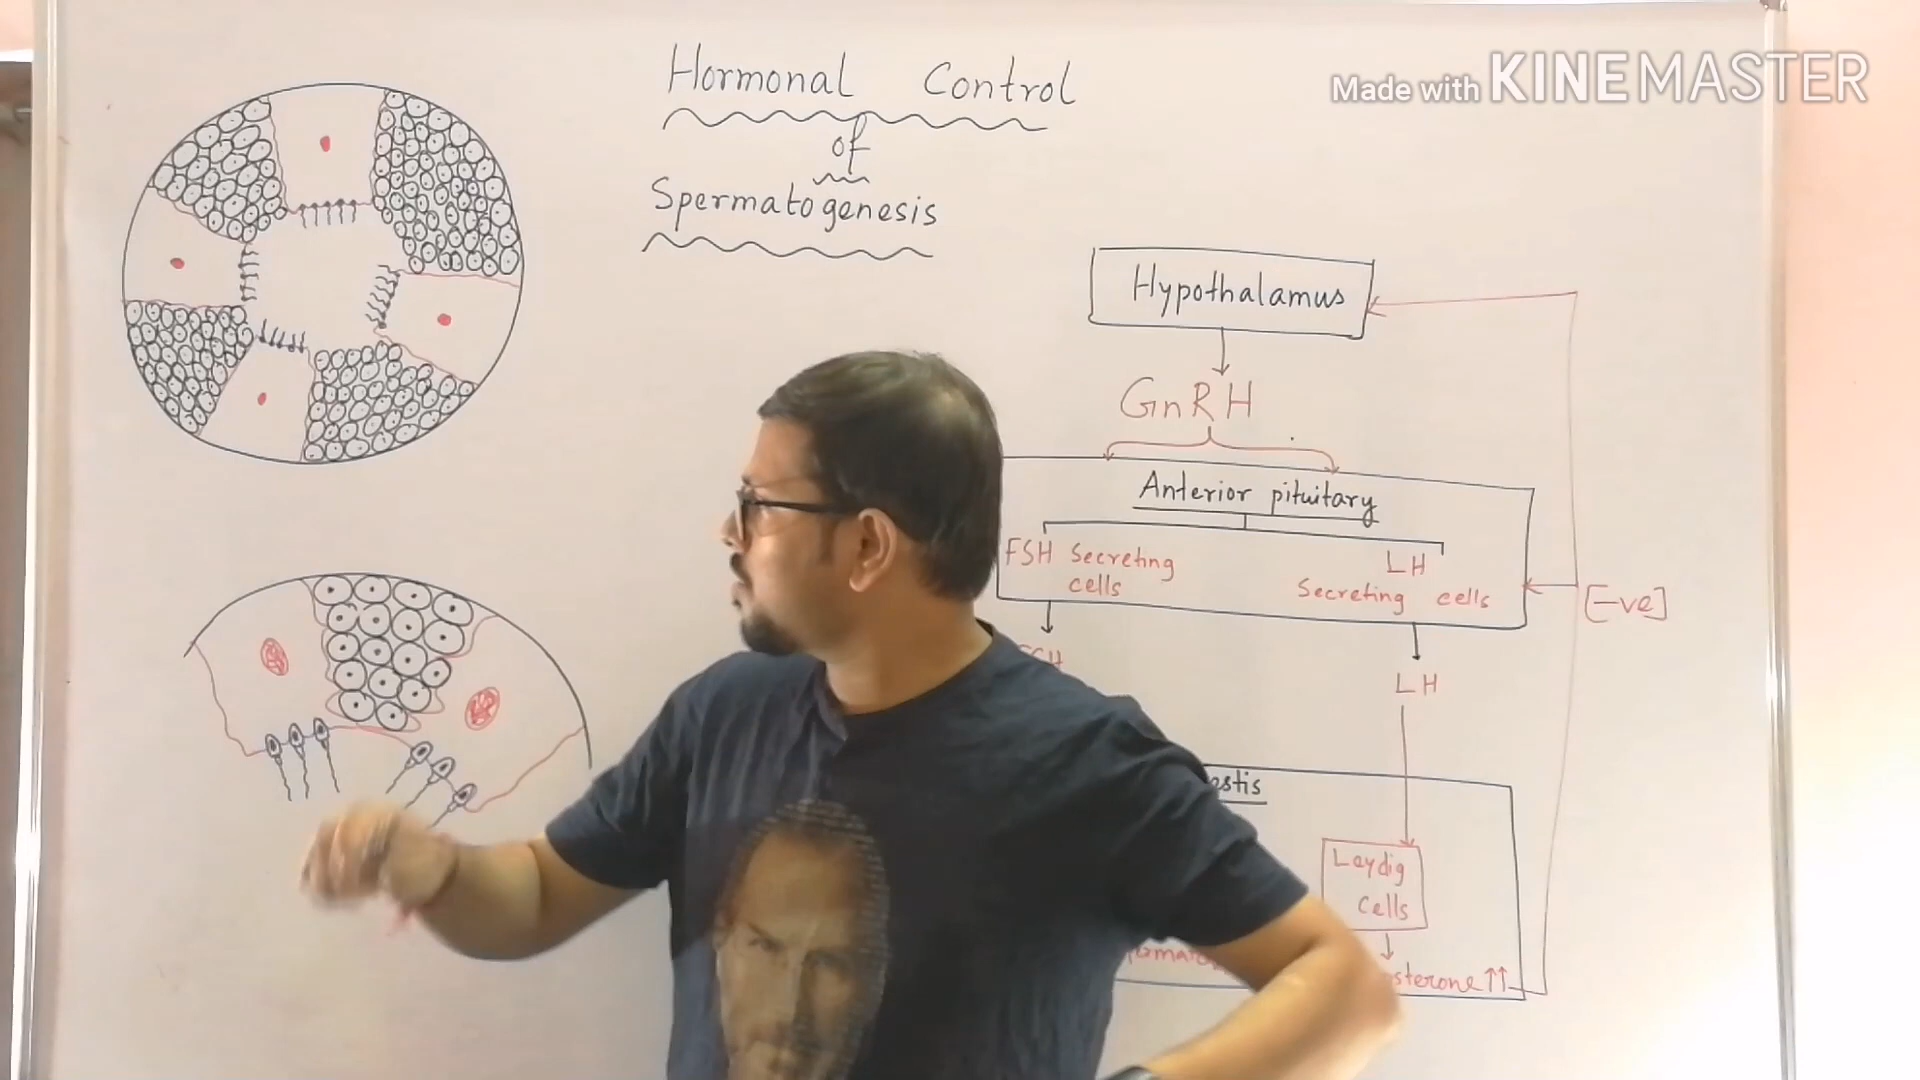 Made with KINEMASTER
Hormonal Control
of
Spermatogenesis
Hypothalamus
GnRH
Anterior pituitary
FSH Secreting
cells
LH
Secreting cells
[-ve]
LH
Leydig
Cells